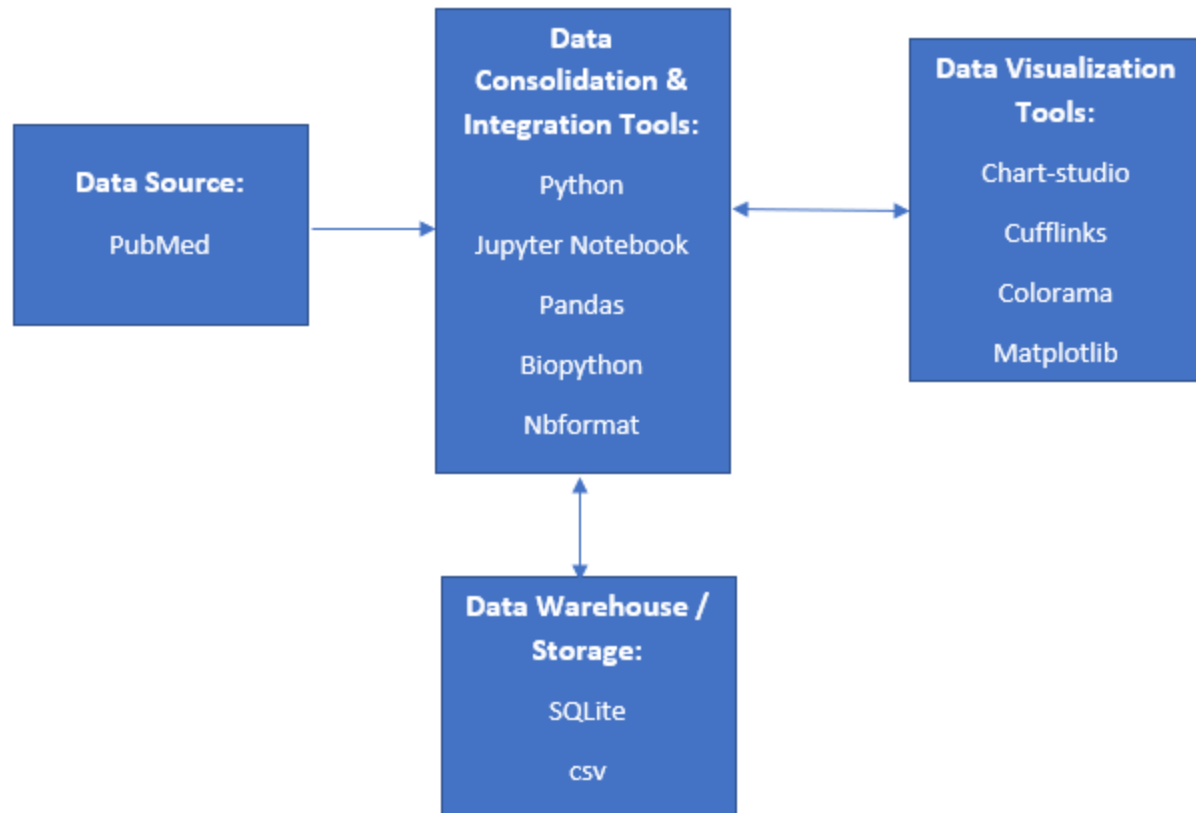 Data Source:
PubMed
Data
Consolidation &
Integration Tools:
Python
Jupyter Notebook
Pandas
Biopython
Nbformat
Data Visualization
Tools:
Chart-studio
Cufflinks
Colorama
Matplotlib
Data Warehouse /
Storage:
SQLite
csv